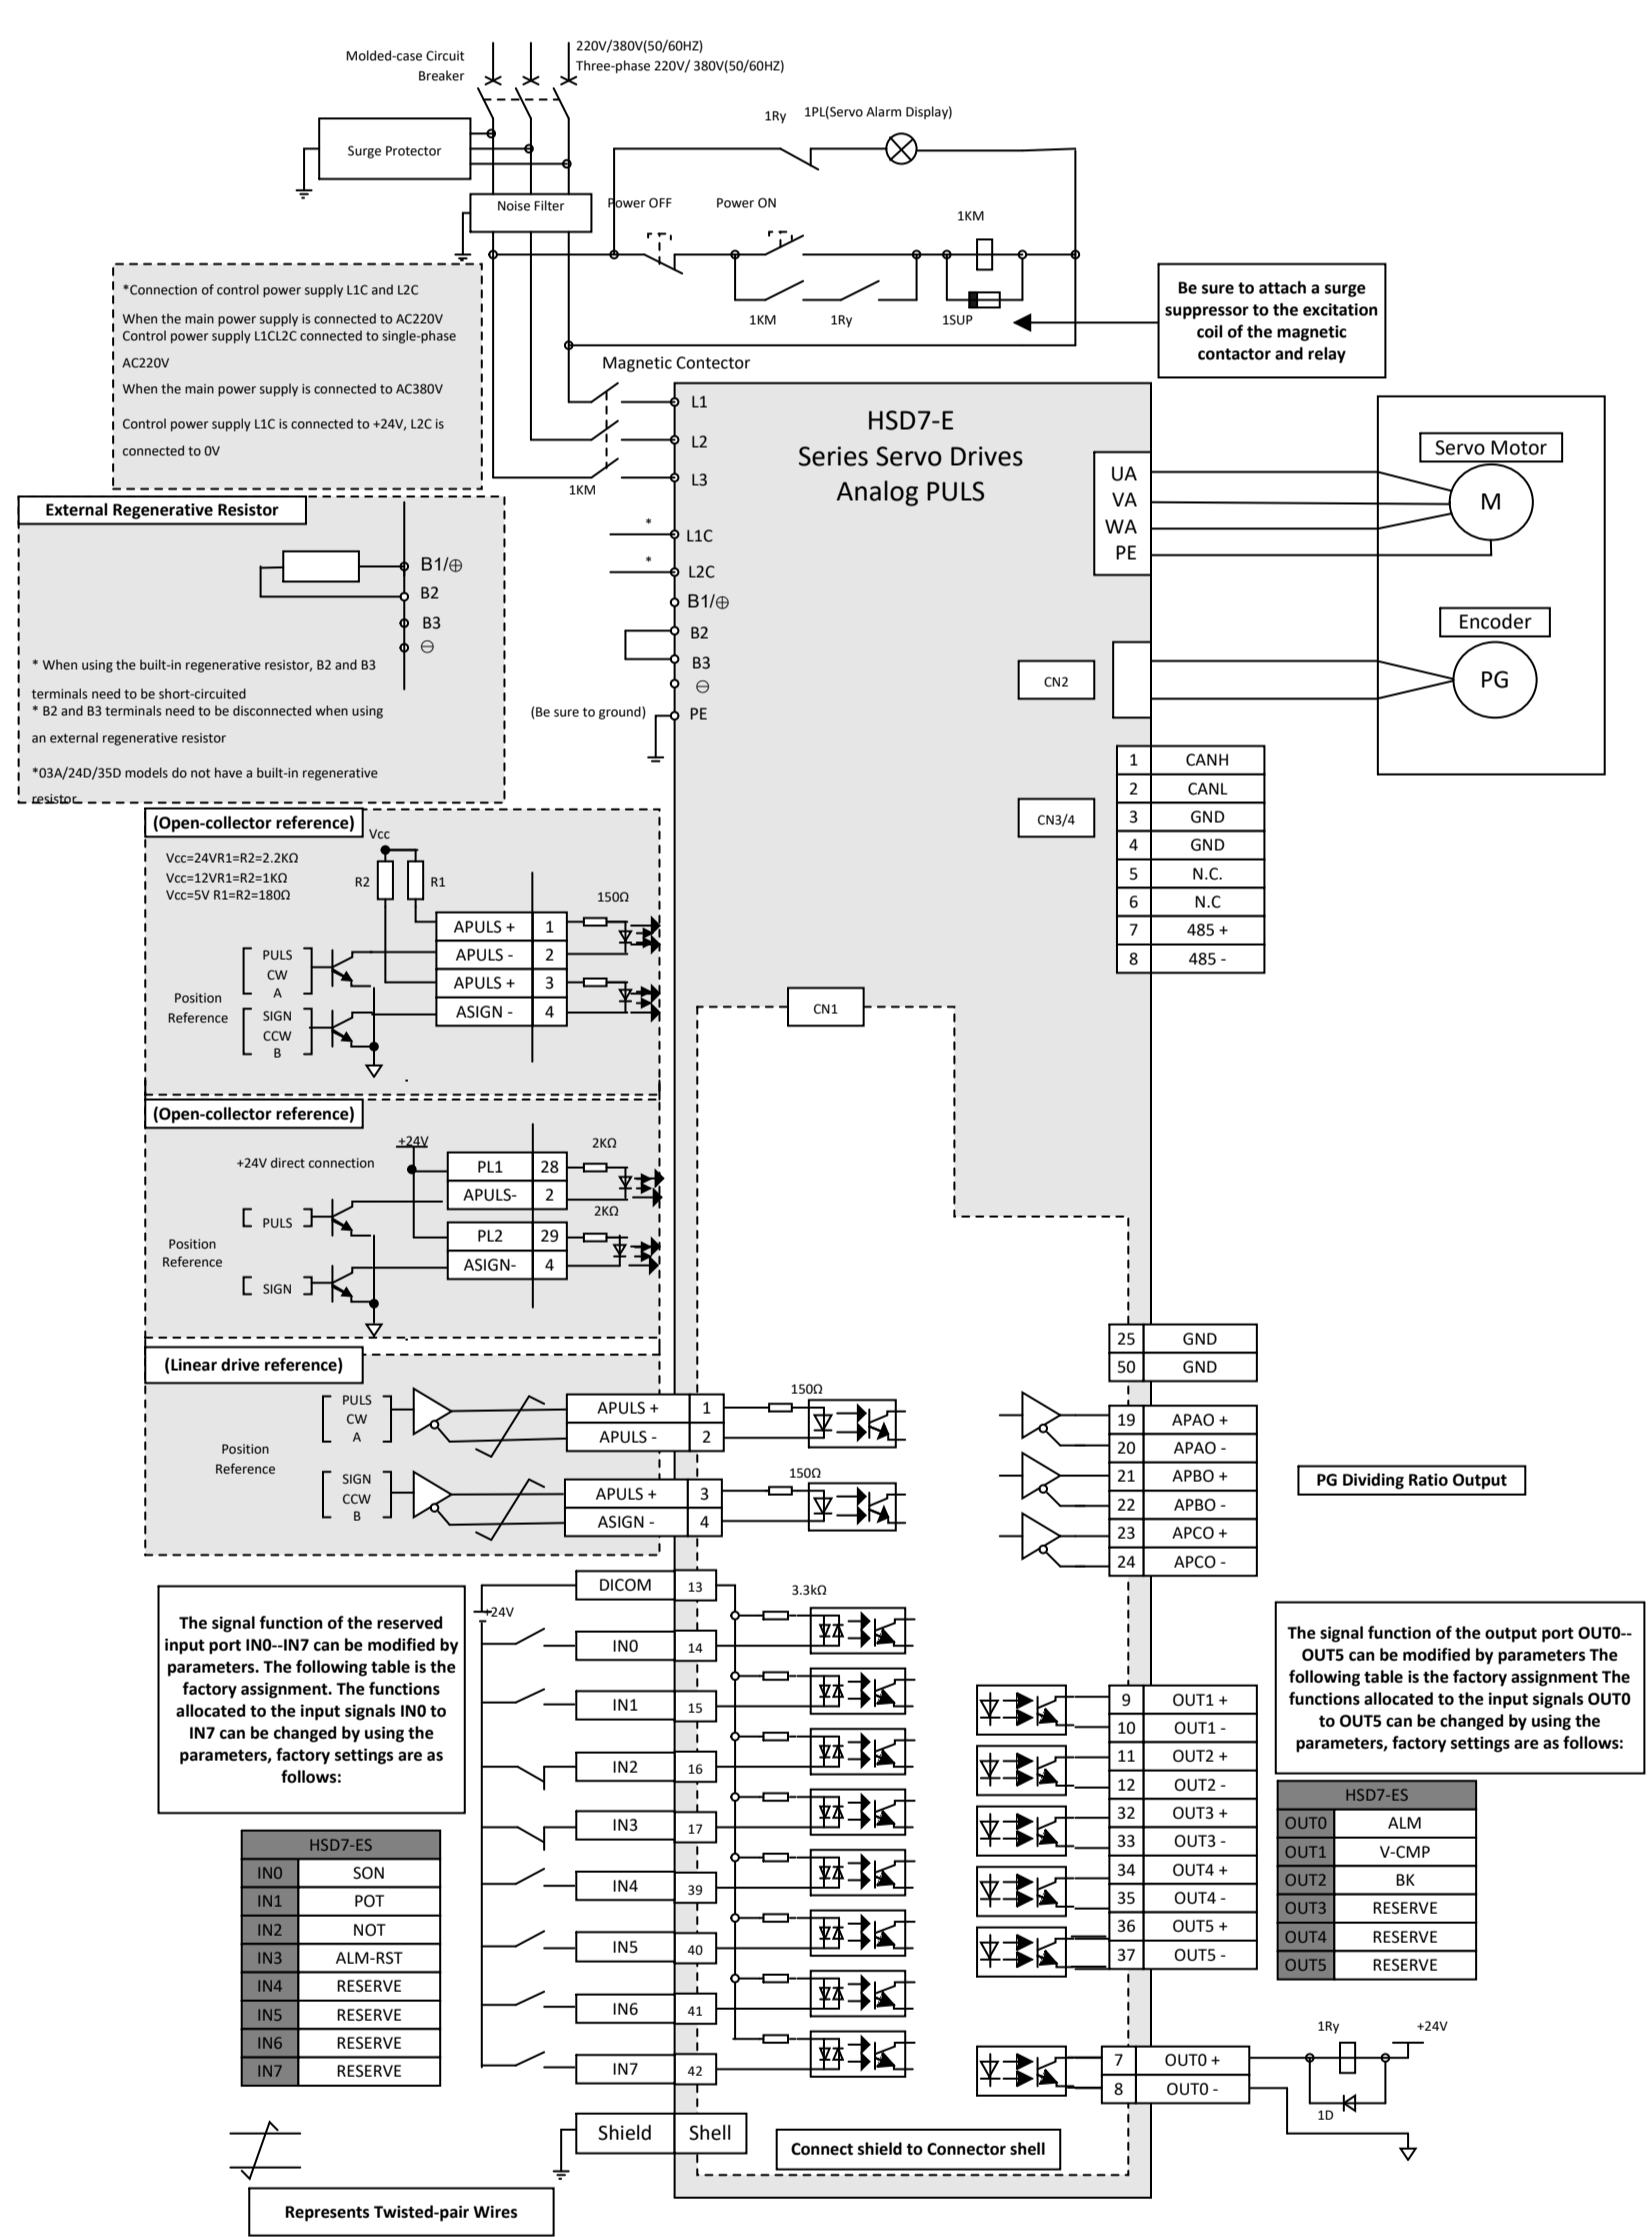 220V/380V(50/60HZ)
Three-phase 220V/ 380V(50/60HZ)
Molded-case Circuit
Breaker
1Ry
1PL(Servo Alarm Display)
Surge Protector
Noise Filter
Power OFF
Power ON
1KM
1KM
1Ry
1SUP
Be sure to attach a surge
suppressor to the excitation
coil of the magnetic
contactor and relay
*Connection of control power supply L1C and L2C
When the main power supply is connected to AC220V
Control power supply L1CL2C connected to single-phase
AC220V
When the main power supply is connected to AC380V
Control power supply L1C is connected to +24V, L2C is
connected to 0V
Magnetic Contector
1KM
L1
L2
L3
*
L1C
*
L2C
B1/⊕
B2
B3
⊖
PE
(Be sure to ground)
HSD7-E
Series Servo Drives
Analog PULS
UA
VA
WA
PE
Servo Motor
M
Encoder
PG
CN2
External Regenerative Resistor
B1/⊕
B2
B3
⊖
* When using the built-in regenerative resistor, B2 and B3
terminals need to be short-circuited
* B2 and B3 terminals need to be disconnected when using
an external regenerative resistor
*03A/24D/35D models do not have a built-in regenerative
resistor
CN3/4
1 CANH
2 CANL
3 GND
4 GND
5 N.C.
6 N.C
7 485 +
8 485 -
(Open-collector reference)
Vcc
Vcc=24VR1=R2=2.2KΩ
Vcc=12VR1=R2=1KΩ
Vcc=5V R1=R2=180Ω
R2
R1
150Ω
APULS + 1
APULS - 2
APULS + 3
ASIGN - 4
PULS
CW
A
Position
Reference
SIGN
CCW
B
CN1
(Open-collector reference)
+24V
+24V direct connection
2KΩ
PL1 28
APULS- 2
2KΩ
PL2 29
ASIGN- 4
PULS
Position
Reference
SIGN
(Linear drive reference)
PULS
CW
A
Position
Reference
SIGN
CCW
B
APULS + 1
APULS - 2
150Ω
APULS + 3
ASIGN - 4
150Ω
25 GND
50 GND
19 APAO +
20 APAO -
21 APBO +
22 APBO -
23 APCO +
24 APCO -
PG Dividing Ratio Output
The signal function of the reserved
input port IN0--IN7 can be modified by
parameters. The following table is the
factory assignment. The functions
allocated to the input signals IN0 to
IN7 can be changed by using the
parameters, factory settings are as
follows:
HSD7-ES
IN0 SON
IN1 POT
IN2 NOT
IN3 ALM-RST
IN4 RESERVE
IN5 RESERVE
IN6 RESERVE
IN7 RESERVE
+24V
DICOM 13
3.3kΩ
IN0 14
IN1 15
IN2 16
IN3 17
IN4 39
IN5 40
IN6 41
IN7 42
9 OUT1 +
10 OUT1 -
11 OUT2 +
12 OUT2 -
32 OUT3 +
33 OUT3 -
34 OUT4 +
35 OUT4 -
36 OUT5 +
37 OUT5 -
7 OUT0 +
8 OUT0 -
The signal function of the output port OUT0--
OUT5 can be modified by parameters The
following table is the factory assignment The
functions allocated to the input signals OUT0
to OUT5 can be changed by using the
parameters, factory settings are as follows:
HSD7-ES
OUT0 ALM
OUT1 V-CMP
OUT2 BK
OUT3 RESERVE
OUT4 RESERVE
OUT5 RESERVE
1Ry
+24V
1D
Shield Shell
Connect shield to Connector shell
Represents Twisted-pair Wires